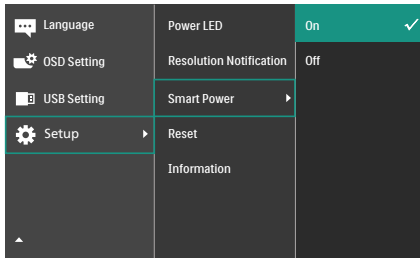 Language
OSD Setting
USB Setting
Setup
Power LED
Resolution Notification
Smart Power
Reset
Information
On
Off